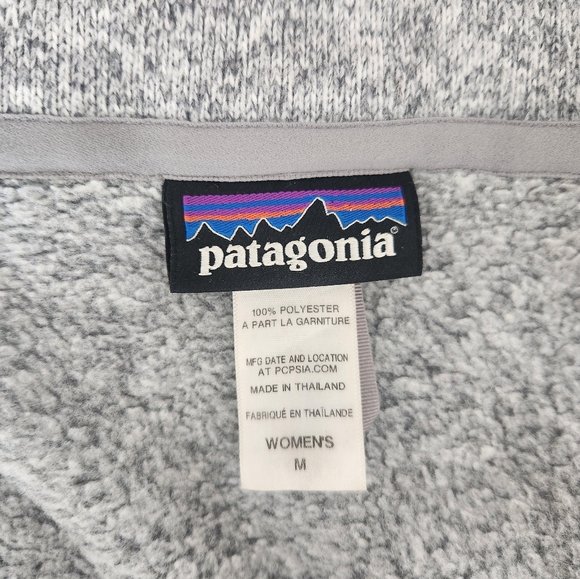 patagonia®
100% POLYESTER
A PART LA GARNITURE
MFG DATE AND LOCATION
AT PCPSIA.COM
MADE IN THAILAND
FABRIQUÉ EN THAÏLANDE
WOMEN'S
M